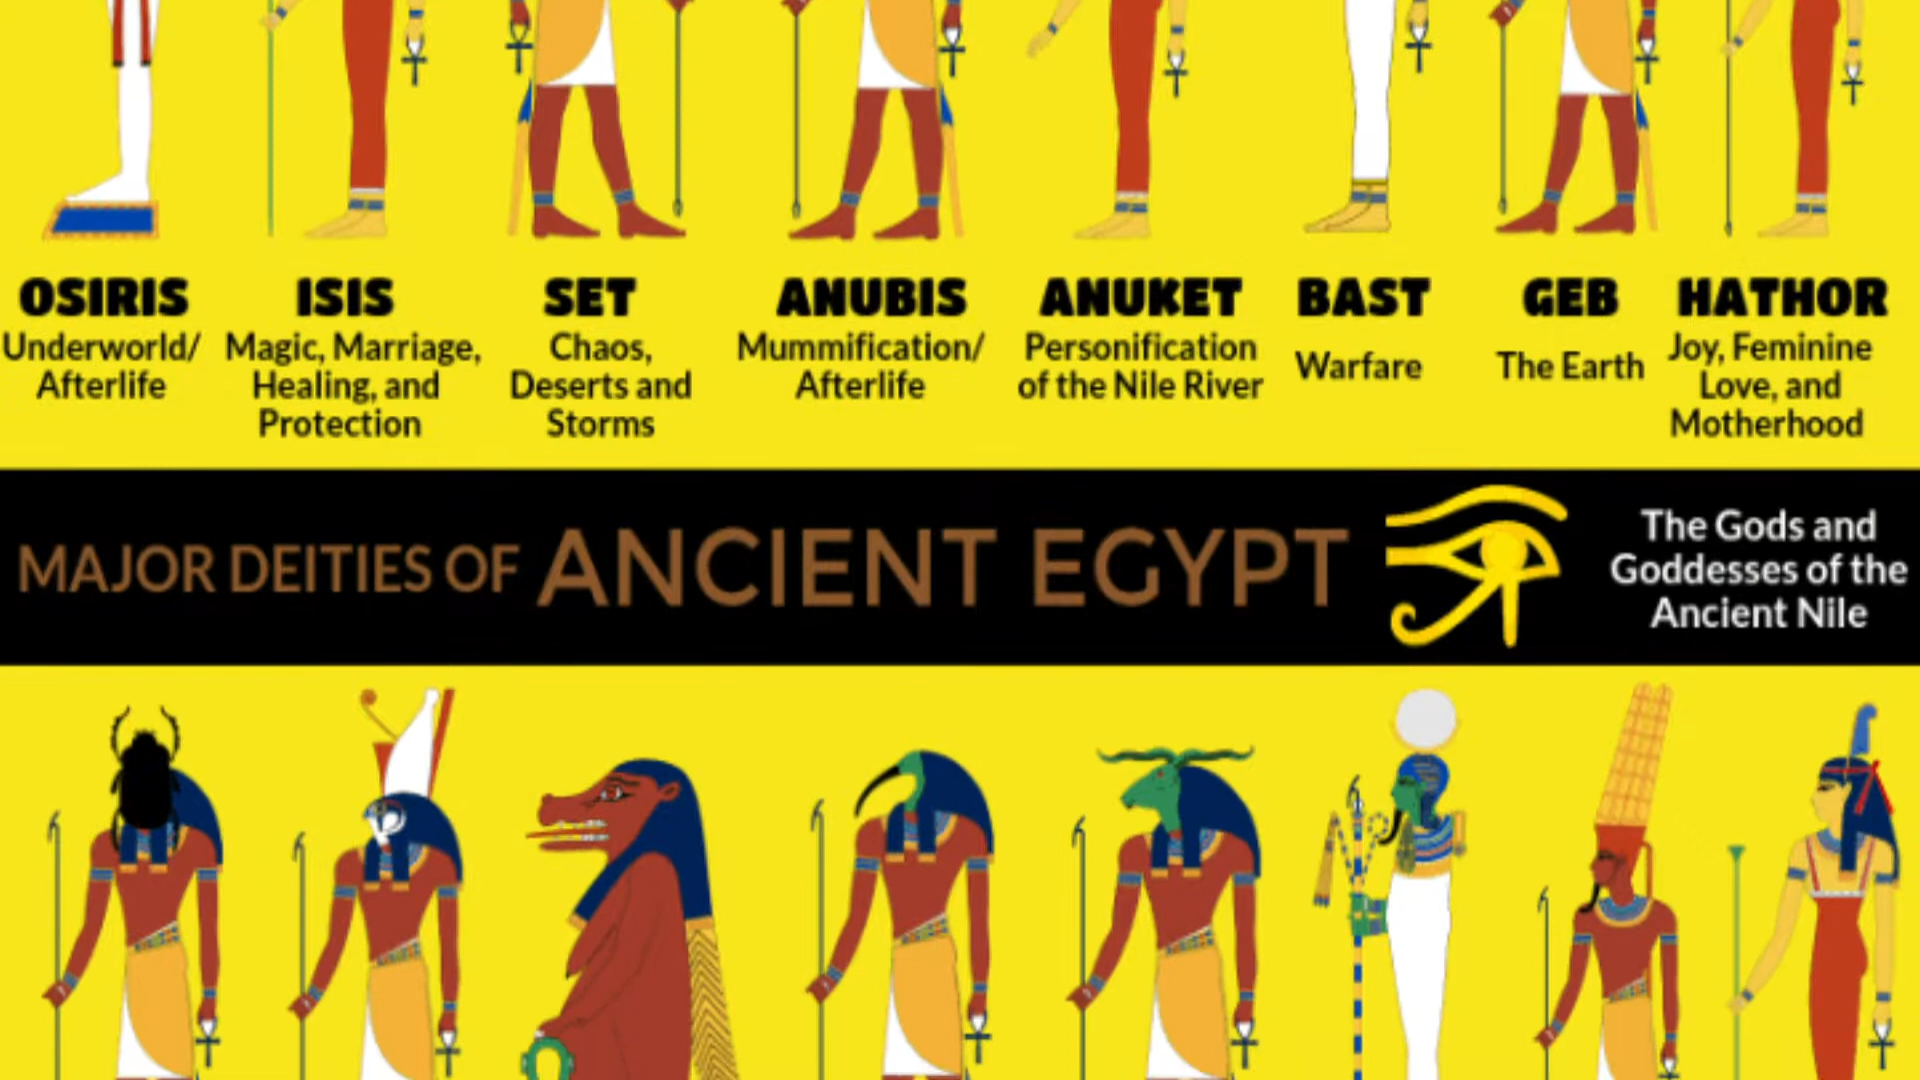 OSIRIS
Underworld/
Afterlife
ISIS
Magic, Marriage,
Healing, and
Protection
SET
Chaos,
Deserts and
Storms
ANUBIS
Mummification/
Afterlife
ANUKET
Personification
of the Nile River
BAST
Warfare
GEB
The Earth
HATHOR
Joy, Feminine
Love, and
Motherhood
MAJOR DEITIES OF ANCIENT EGYPT
The Gods and
Goddesses of the
Ancient Nile